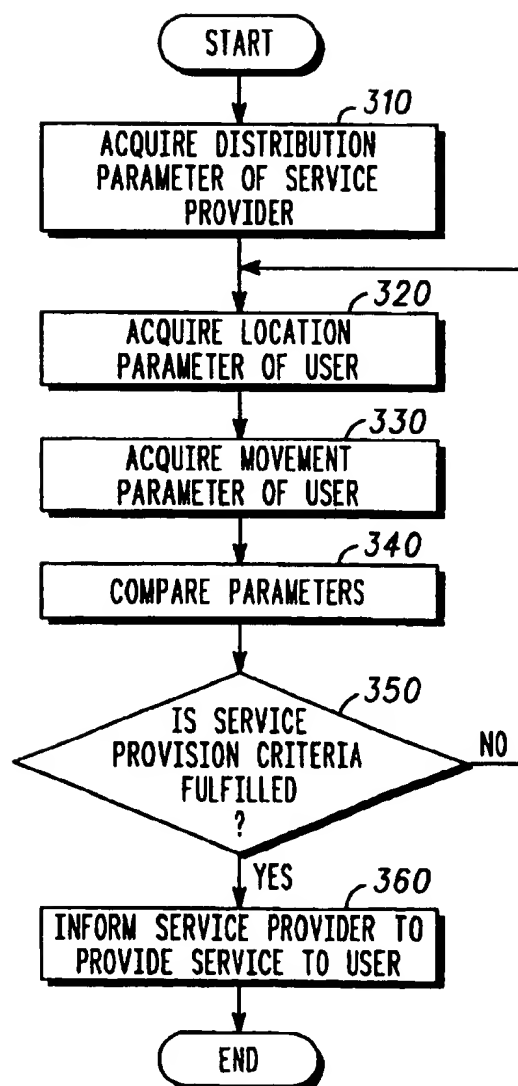 START
310
ACQUIRE DISTRIBUTION
PARAMETER OF SERVICE
PROVIDER
320
ACQUIRE LOCATION
PARAMETER OF USER
330
ACQUIRE MOVEMENT
PARAMETER OF USER
340
COMPARE PARAMETERS
350
IS SERVICE
PROVISION CRITERIA
FULFILLED
?
NO
YES
360
INFORM SERVICE PROVIDER TO
PROVIDE SERVICE TO USER
END